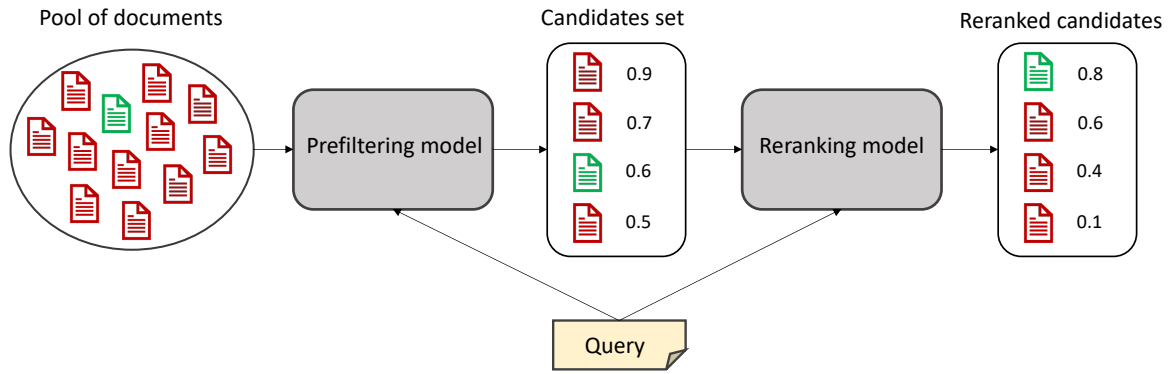 Pool of documents
Candidates set
Reranked candidates
Prefiltering model
0.9
0.7
0.6
0.5
Reranking model
0.8
0.6
0.4
0.1
Query